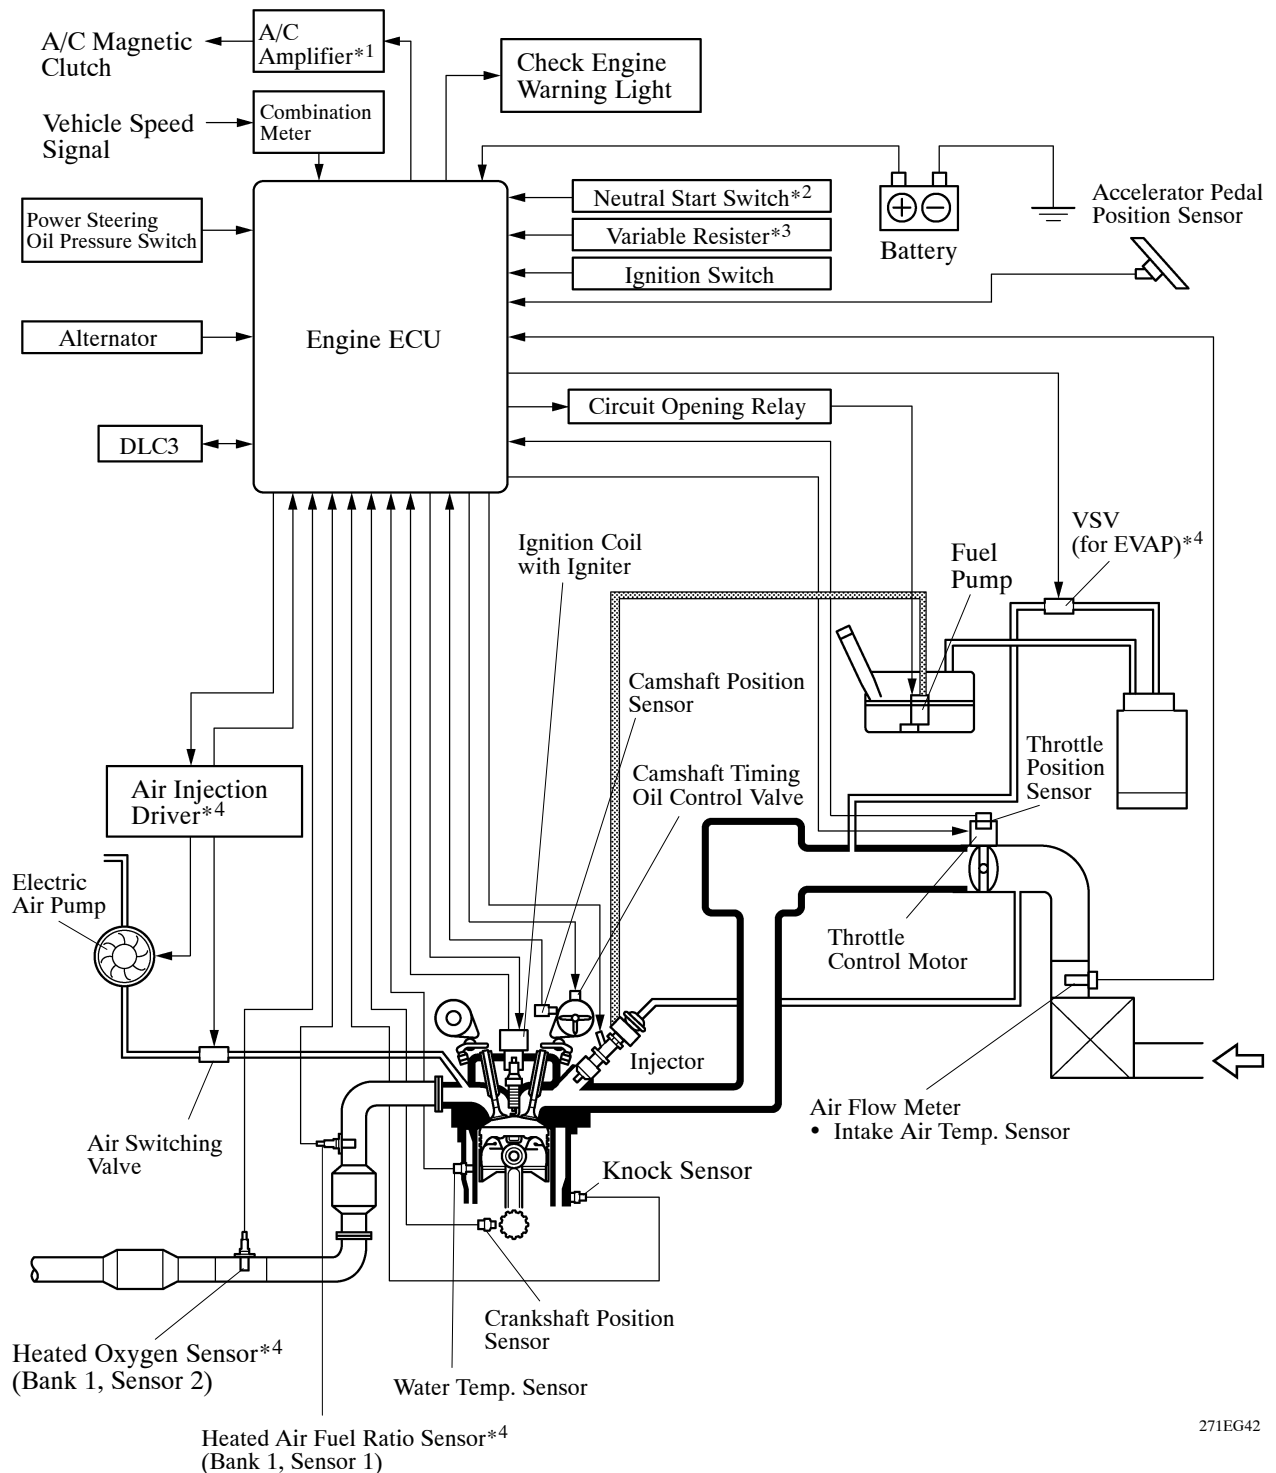 A/C Magnetic
Clutch
A/C
Amplifier*1
Check Engine
Warning Light
Vehicle Speed
Signal
Combination
Meter
Neutral Start Switch*2
Variable Resister*3
Ignition Switch
Battery
Accelerator Pedal
Position Sensor
Power Steering
Oil Pressure Switch
Alternator
Engine ECU
Circuit Opening Relay
DLC3
Ignition Coil
with Igniter
Fuel
Pump
VSV
(for EVAP)*4
Camshaft Position
Sensor
Camshaft Timing
Oil Control Valve
Throttle
Position
Sensor
Air Injection
Driver*4
Electric
Air Pump
Throttle
Control Motor
Injector
Air Flow Meter
• Intake Air Temp. Sensor
Air Switching
Valve
Knock Sensor
Crankshaft Position
Sensor
Heated Oxygen Sensor*4
(Bank 1, Sensor 2)
Water Temp. Sensor
Heated Air Fuel Ratio Sensor*4
(Bank 1, Sensor 1)
271EG42